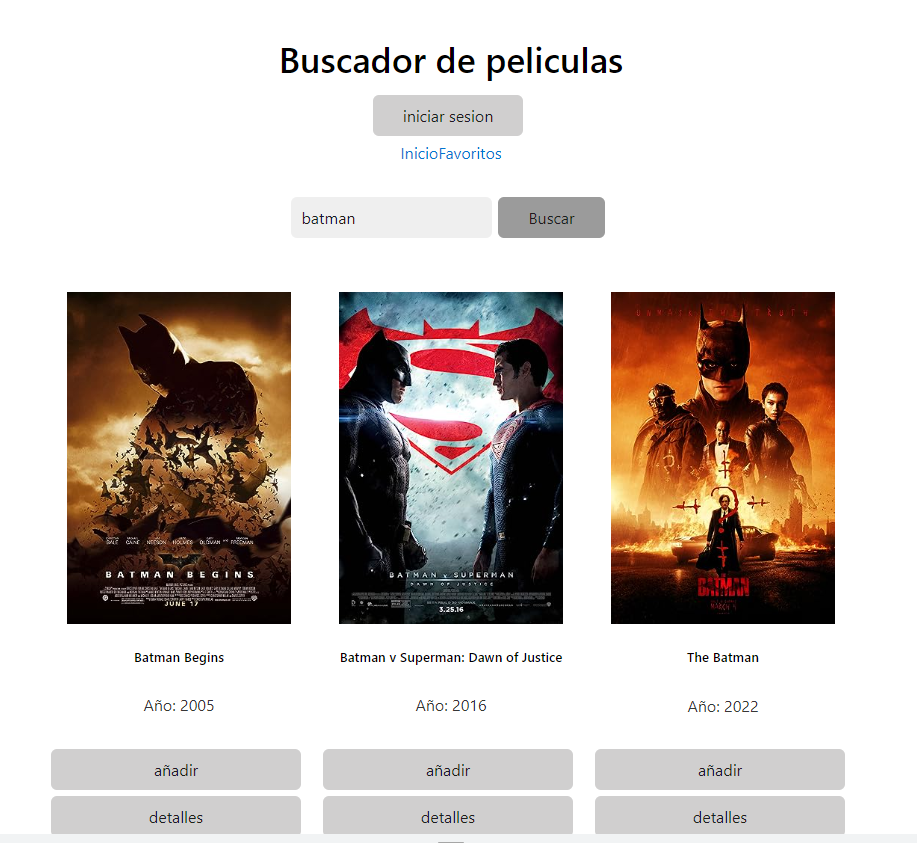 Buscador de peliculas
iniciar sesion
InicioFavoritos
batman
Buscar
BATMAN BEGINS
JUNE 17
BATMAN v SUPERMAN
DAWN OF JUSTICE
3.25.16
THE BATMAN
Batman Begins
Batman v Superman: Dawn of Justice
The Batman
Año: 2005
Año: 2016
Año: 2022
añadir
añadir
añadir
detalles
detalles
detalles